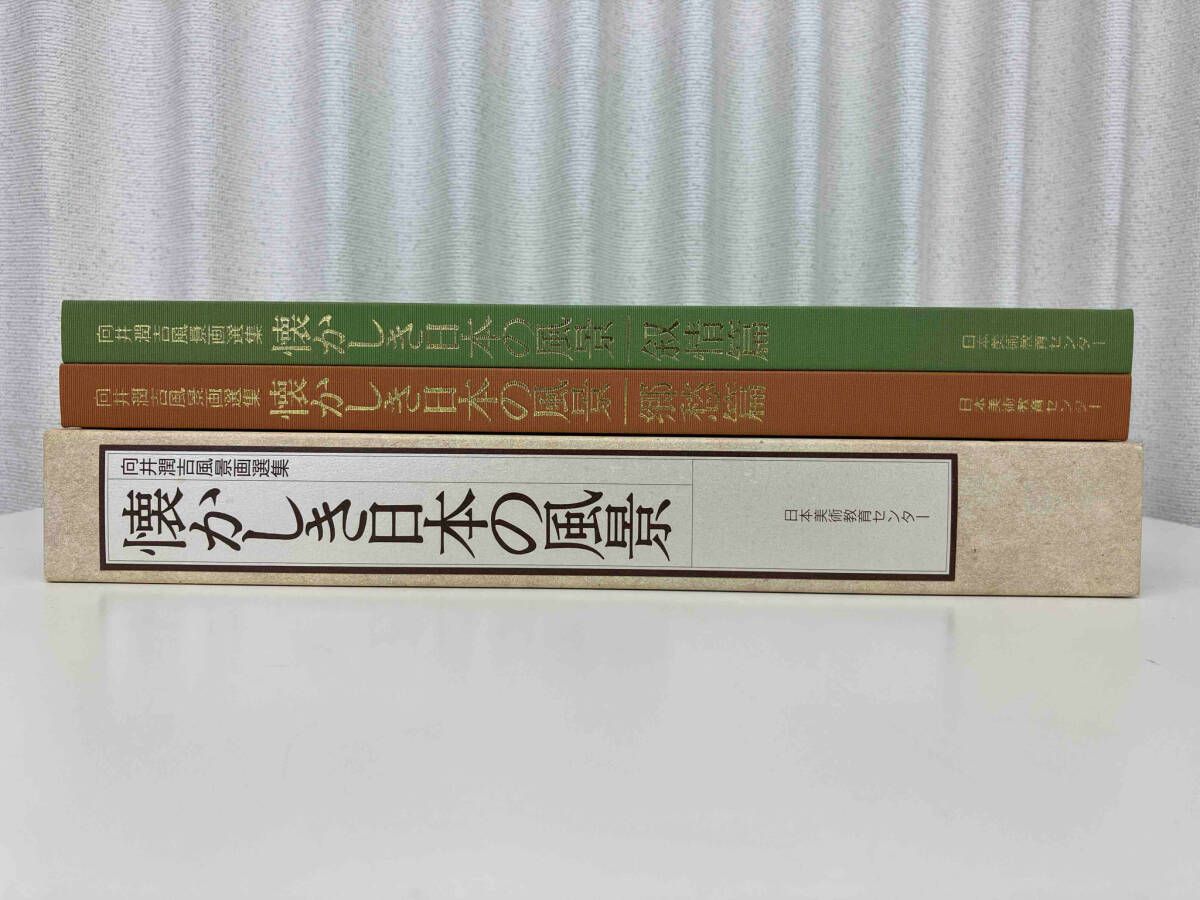 向井潤吉風景画選集 懐かしき日本の風景 叙情篇 日本美術教育センター
向井潤吉風景画選集 懐かしき日本の風景 郷愁篇 日本美術教育センター
向井潤吉風景画選集
懐かしき日本の風景
日本美術教育センター